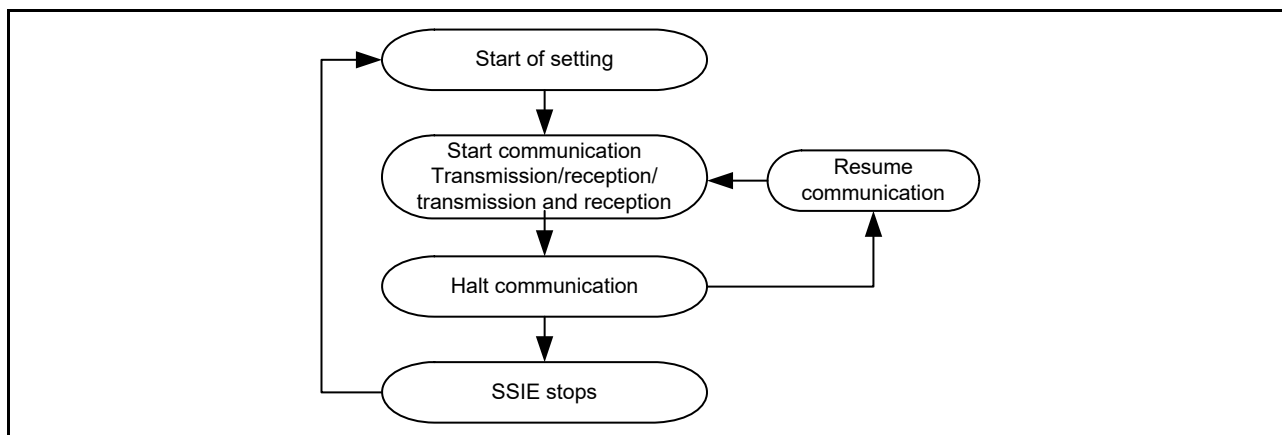 Start of setting
Start communication
Transmission/reception/
transmission and reception
Resume
communication
Halt communication
SSIE stops